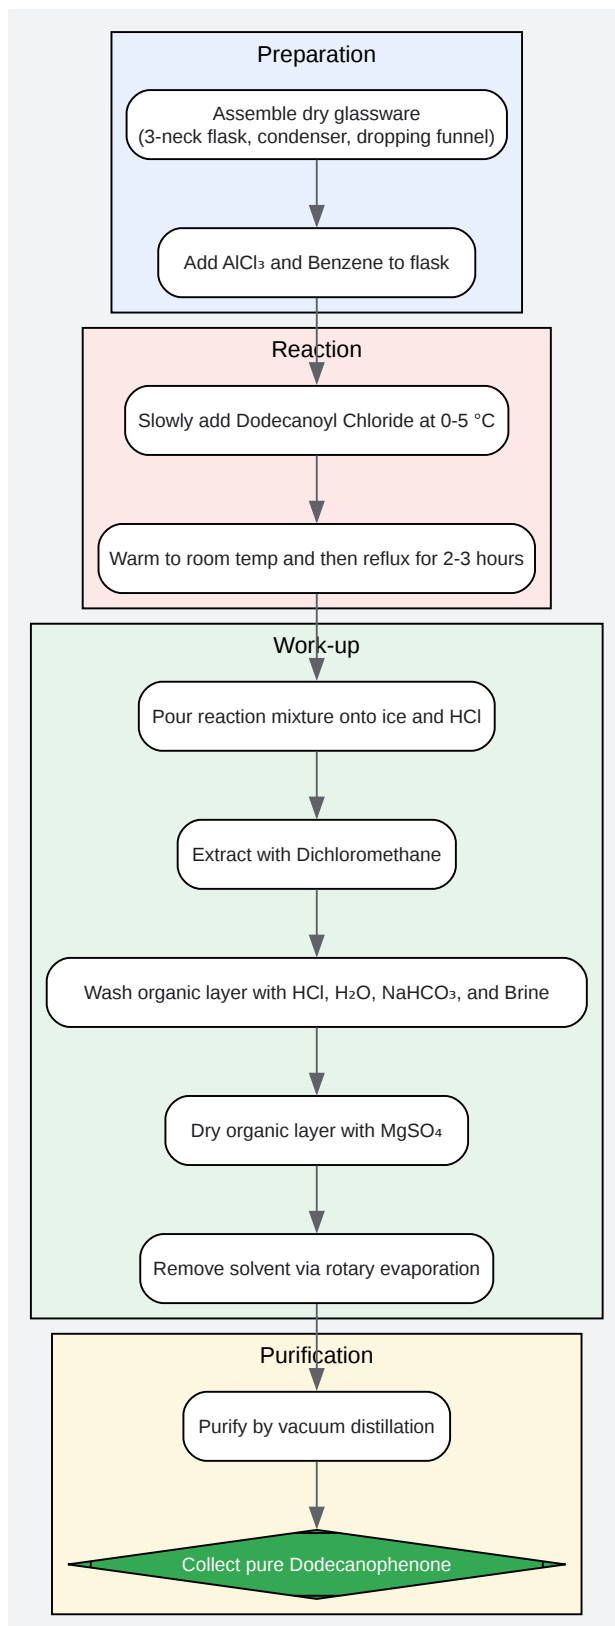 Preparation
Assemble dry glassware
(3-neck flask, condenser, dropping funnel)
Add AlCl₃ and Benzene to flask
Reaction
Slowly add Dodecanoyl Chloride at 0-5 °C
Warm to room temp and then reflux for 2-3 hours
Work-up
Pour reaction mixture onto ice and HCl
Extract with Dichloromethane
Wash organic layer with HCl, H₂O, NaHCO₃, and Brine
Dry organic layer with MgSO₄
Remove solvent via rotary evaporation
Purification
Purify by vacuum distillation
Collect pure Dodecanophenone